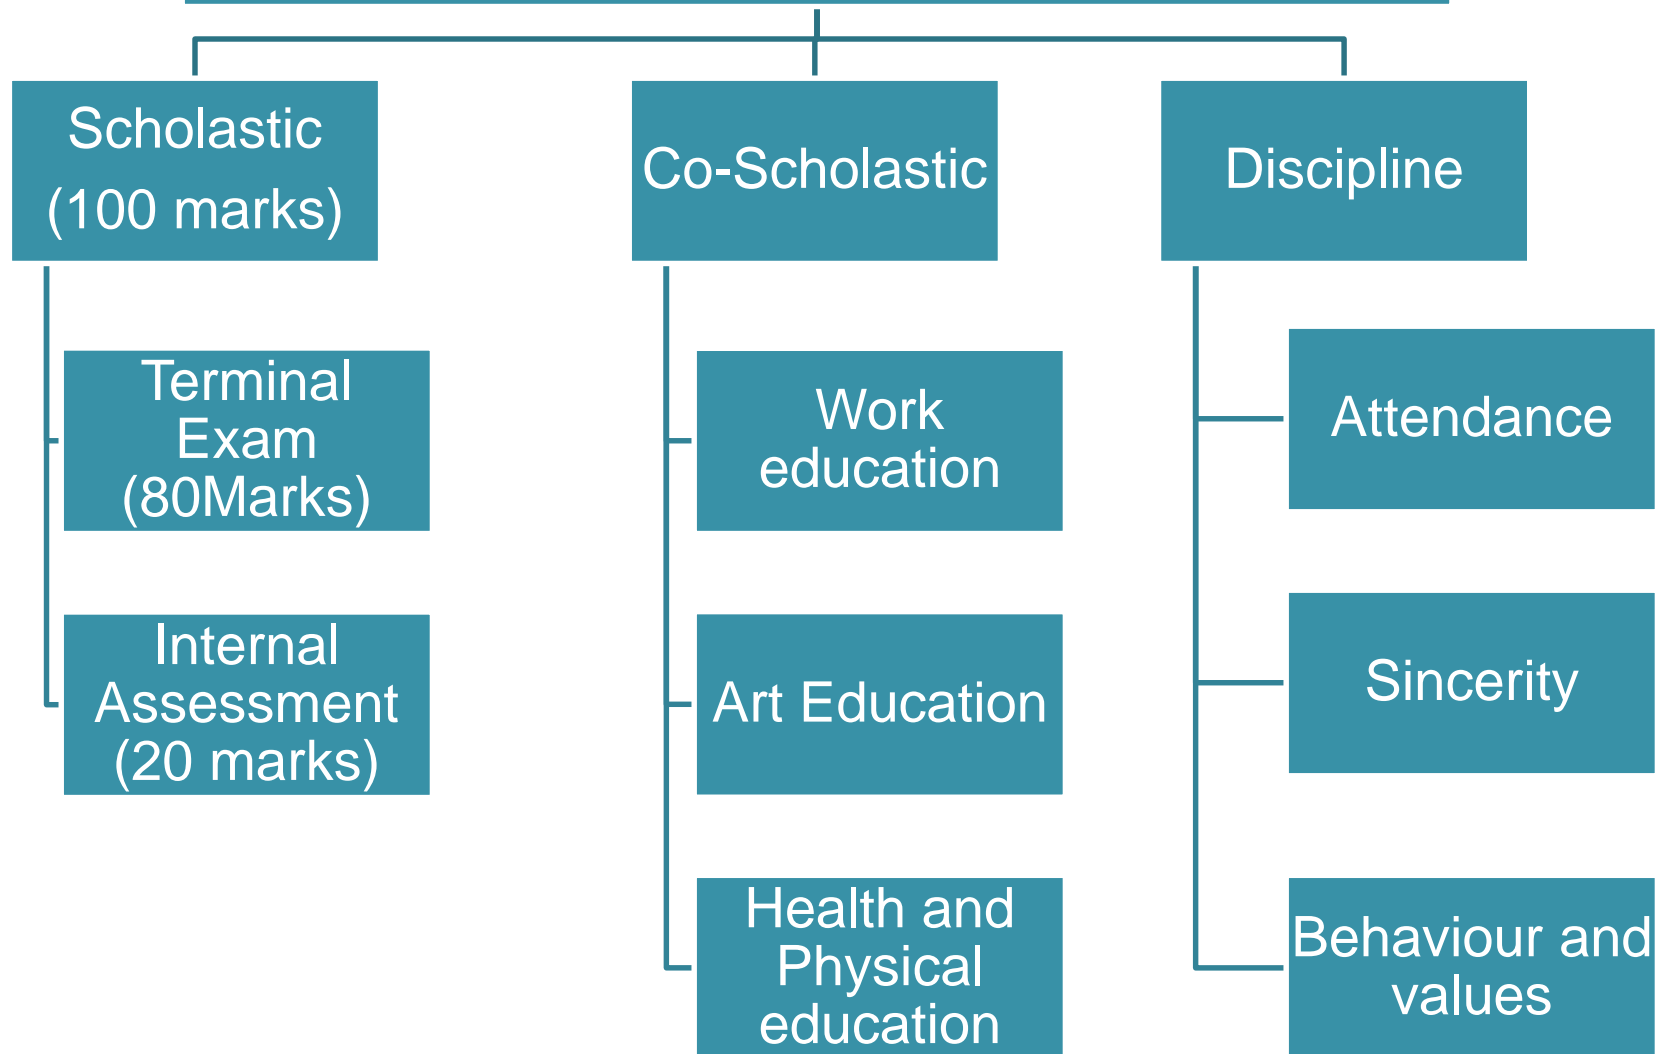 Scholastic
(100 marks)
Terminal
Exam
(80Marks)
Internal
Assessment
(20 marks)
Co-Scholastic
Work
education
Art Education
Health and
Physical
education
Discipline
Attendance
Sincerity
Behaviour and
values